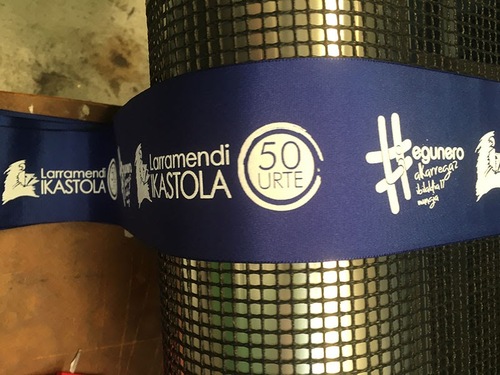 Larramendi
IKASTOLA
Larramendi
IKASTOLA
50
URTE
#egunero